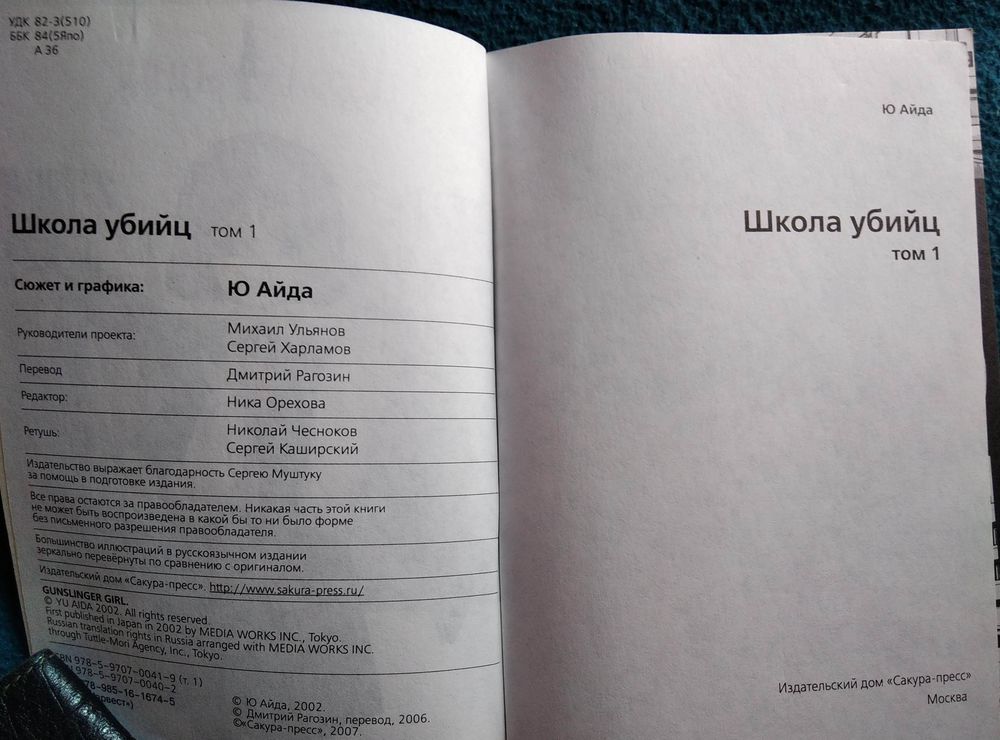 УДК 82-3(510)
ББК 84(5Япо)
А 36
Школа убийц том 1
Сюжет и графика: Ю Айда
Руководители проекта: Михаил Ульянов
Сергей Харламов
Перевод Дмитрий Рагозин
Редактор: Ника Орехова
Ретушь: Николай Чесноков
Сергей Каширский
Издательство выражает благодарность Сергею Муштуку
за помощь в подготовке издания.
Все права остаются за правообладателем. Никакая часть этой книги
не может быть воспроизведена в какой бы то ни было форме
без письменного разрешения правообладателя.
Большинство иллюстраций в русскоязычном издании
зеркально перевёрнуты по сравнению с оригиналом.
Издательский дом «Сакура-пресс». http://www.sakura-press.ru/
GUNSLINGER GIRL.
© YU AIDA 2002. All rights reserved.
First published in Japan in 2002 by MEDIA WORKS INC., Tokyo.
Russian translation rights in Russia arranged with MEDIA WORKS INC.
through Tuttle-Mori Agency, Inc., Tokyo.
ISBN 978-5-9707-0041-9 (т. 1)
978-5-9707-0040-2
978-985-16-1674-5
© Ю Айда, 2002.
© Дмитрий Рагозин, перевод, 2006.
©«Сакура-пресс», 2007.
Ю Айда
Школа убийц
том 1
Издательский дом «Сакура-пресс»
Москва